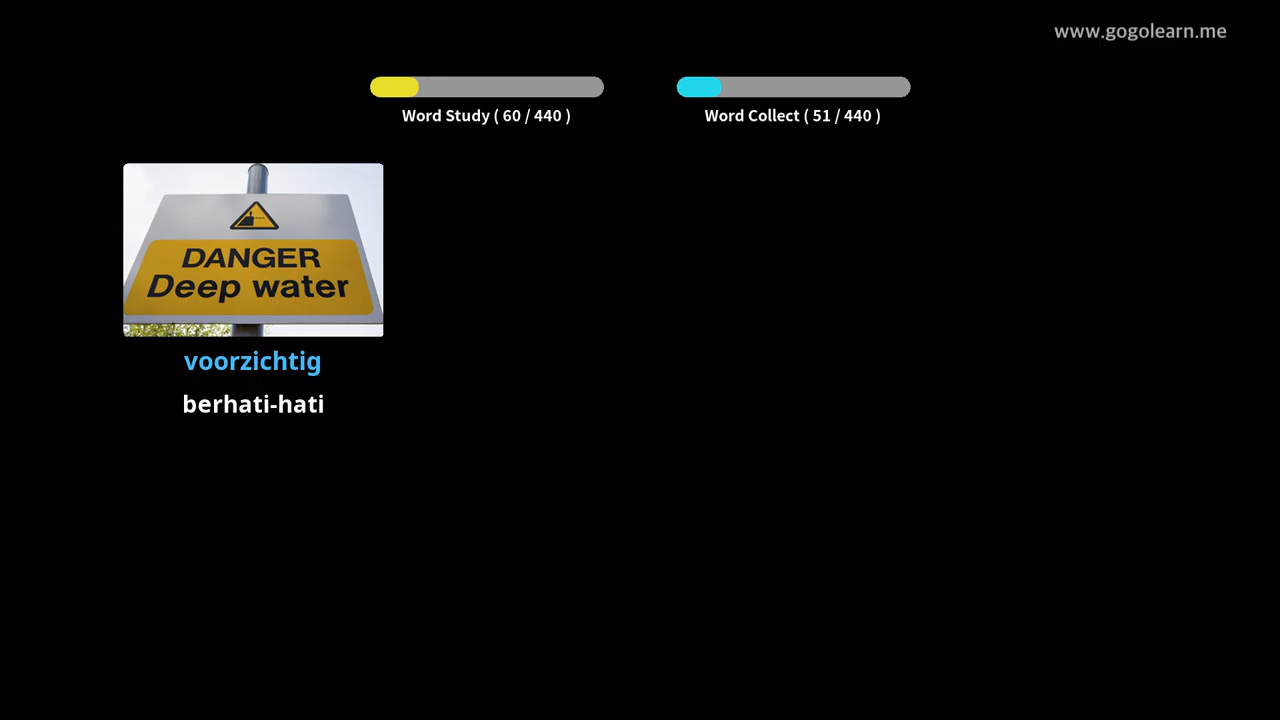 www.gogolearn.me
Word Study ( 60 / 440 )
Word Collect ( 51 / 440 )
DANGER
Deep water
voorzichtig
berhati-hati